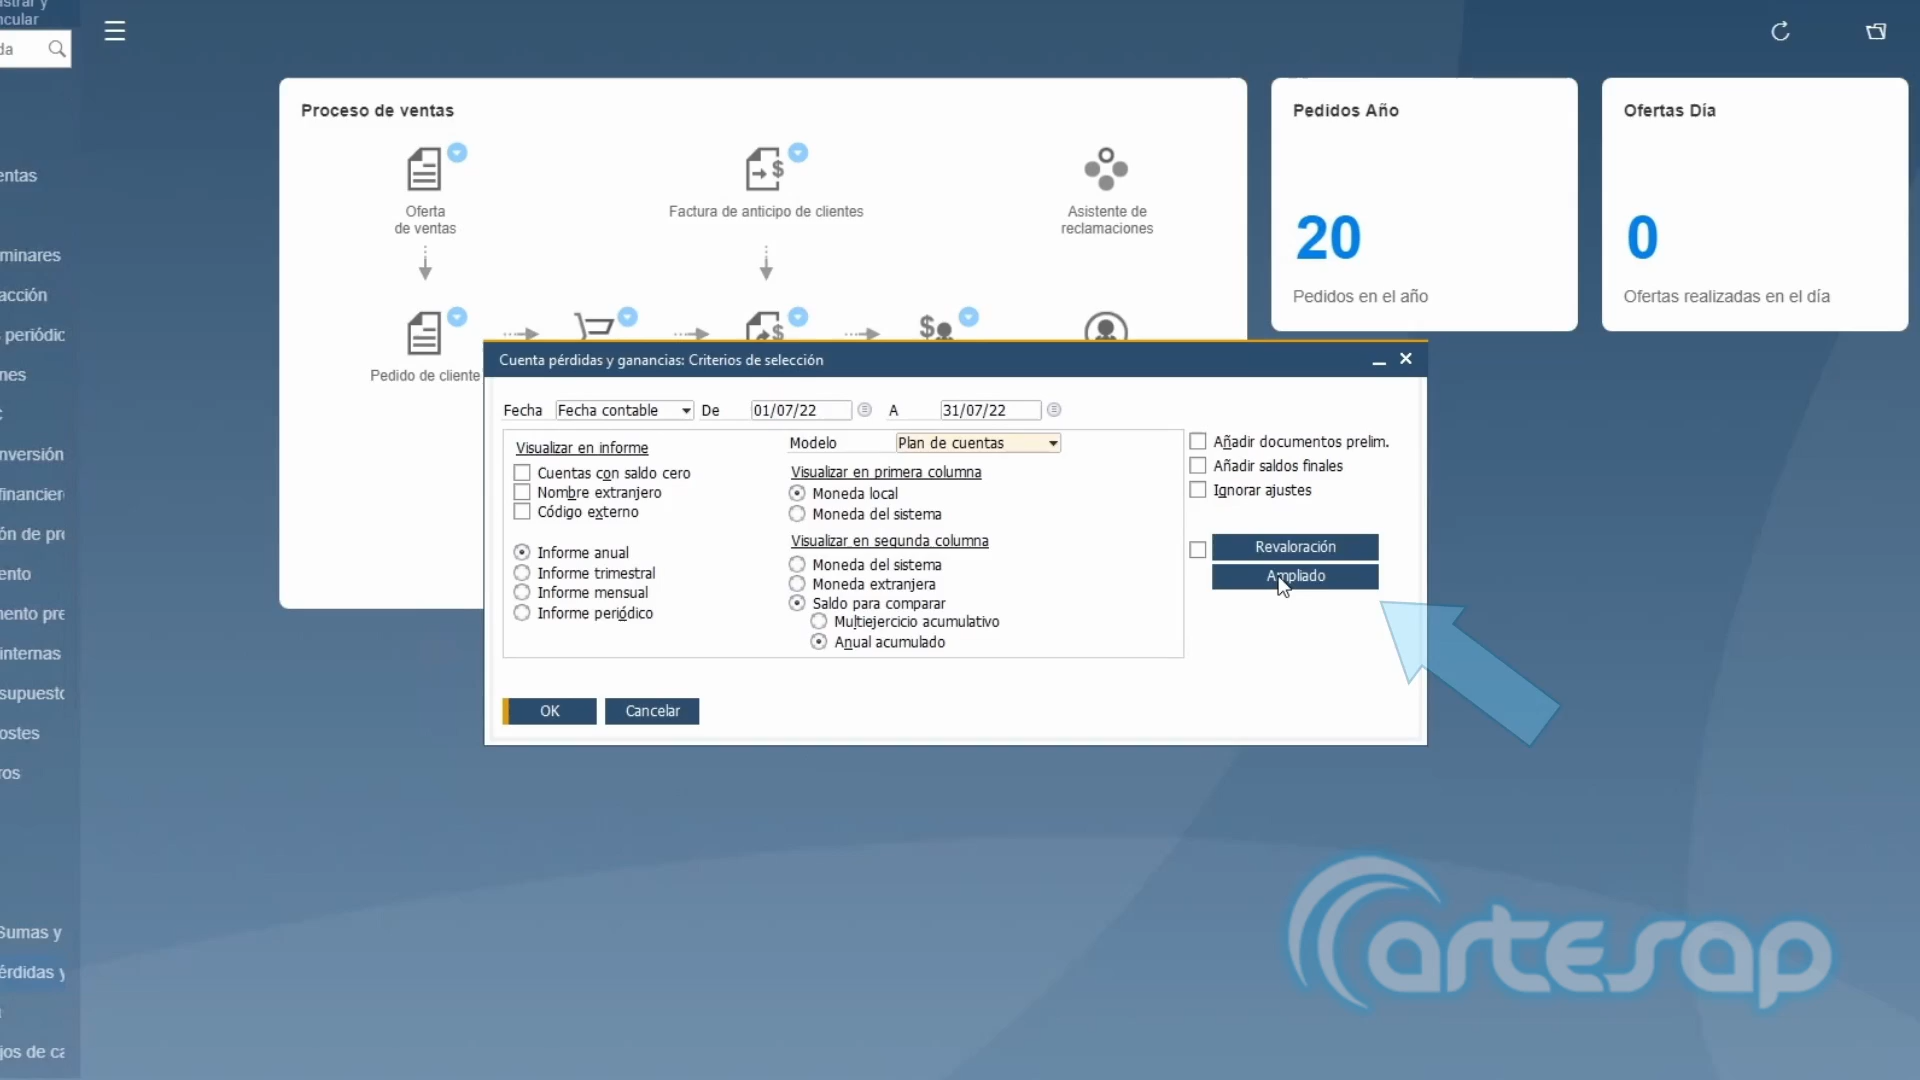 strar y
ncular
da
entas
minares
acción
periódic
nes
nversión
financier
ón de pre
ento
ento pre
internas
supuesto
ostes
ros
Sumas y
érdidas y
jos de ca
Proceso de ventas
Oferta
de ventas
Factura de anticipo de clientes
Asistente de
reclamaciones
Pedido de cliente
Pedidos Año
20
Pedidos en el año
Ofertas Día
0
Ofertas realizadas en el día
Cuenta pérdidas y ganancias: Criterios de selección
Fecha Fecha contable De 01/07/22 A 31/07/22
Visualizar en informe
Cuentas con saldo cero
Nombre extranjero
Código externo
Informe anual
Informe trimestral
Informe mensual
Informe periódico
Modelo Plan de cuentas
Visualizar en primera columna
Moneda local
Moneda del sistema
Visualizar en segunda columna
Moneda del sistema
Moneda extranjera
Saldo para comparar
Multiejercicio acumulativo
Anual acumulado
Añadir documentos prelim.
Añadir saldos finales
Ignorar ajustes
Revaloración
Ampliado
OK Cancelar
artesap